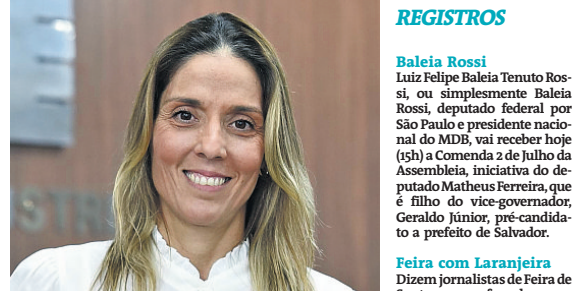 REGISTROS
Baleia Rossi
Luiz Felipe Baleia Tenuto Ros-
si, ou simplesmente Baleia
Rossi, deputado federal por
São Paulo e presidente nacio-
nal do MDB, vai receber hoje
(15h) a Comenda 2 de Julho da
Assembleia, iniciativa do de-
putado Matheus Ferreira, que
é filho do vice-governador,
Geraldo Júnior, pré-candida-
to a prefeito de Salvador.
Feira com Laranjeira
Dizem jornalistas de Feira de